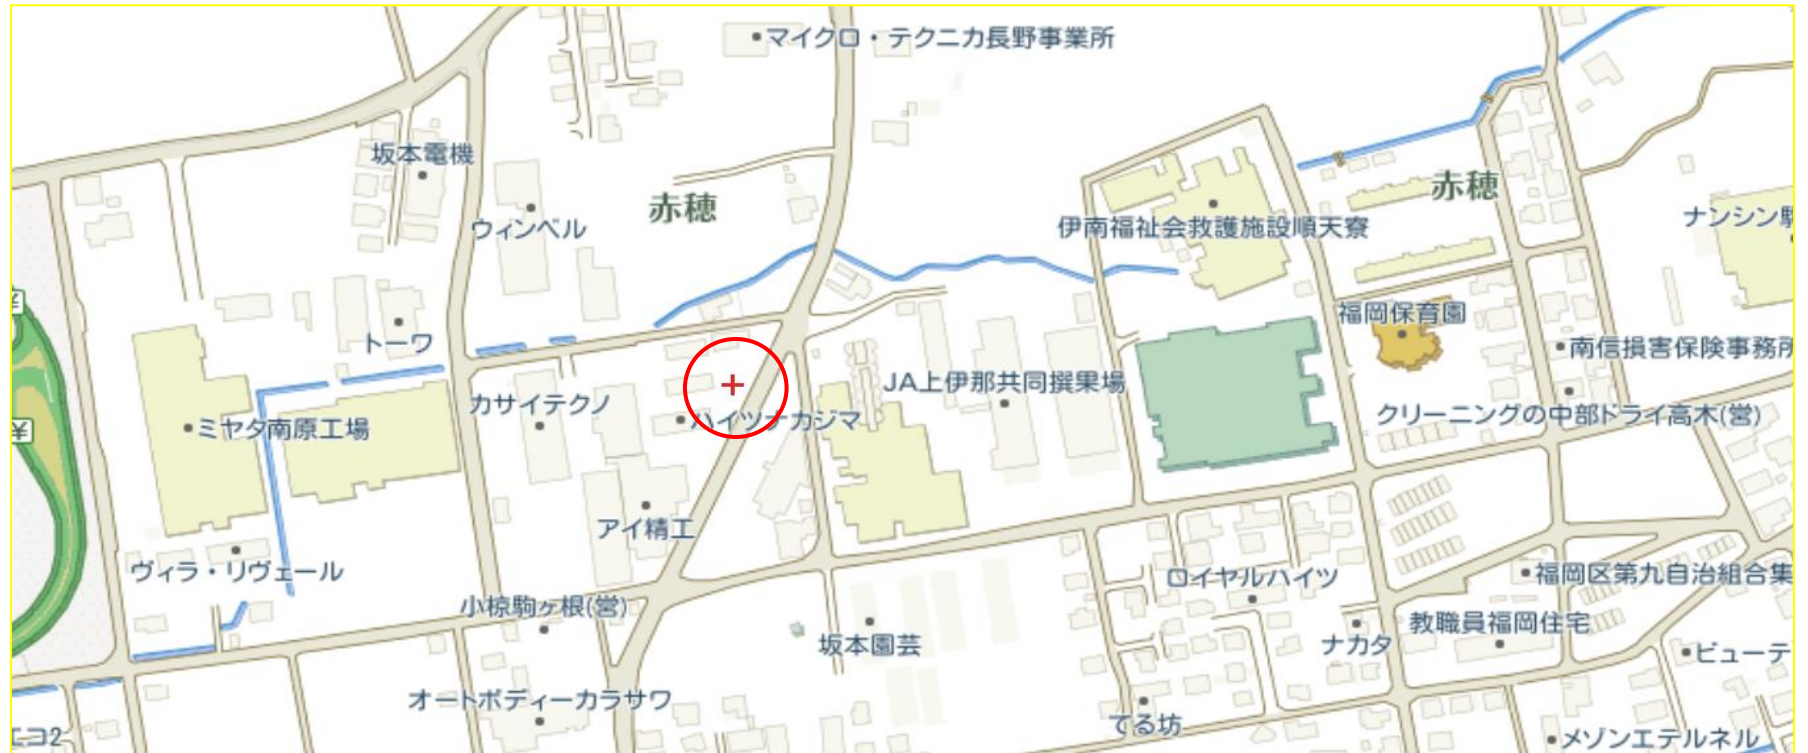 マイクロ・テクニカ長野事業所
坂本電機
赤穂
赤穂
ウィンベル
伊南福祉会救護施設順天寮
ナンシン駒
トーワ
福岡保育園
南信損害保険事務所
JA上伊那共同撰果場
カサイテクノ
ハイツナカジマ
クリーニングの中部ドライ高木(営)
ミヤタ南原工場
アイ精工
ヴィラ・リヴェール
ロイヤルハイツ
福岡区第九自治組合集
小椋駒ヶ根(営)
教職員福岡住宅
坂本園芸
ナカタ
ビューテ
オートボディーカラサワ
てる坊
エコ2
メゾンエテルネル